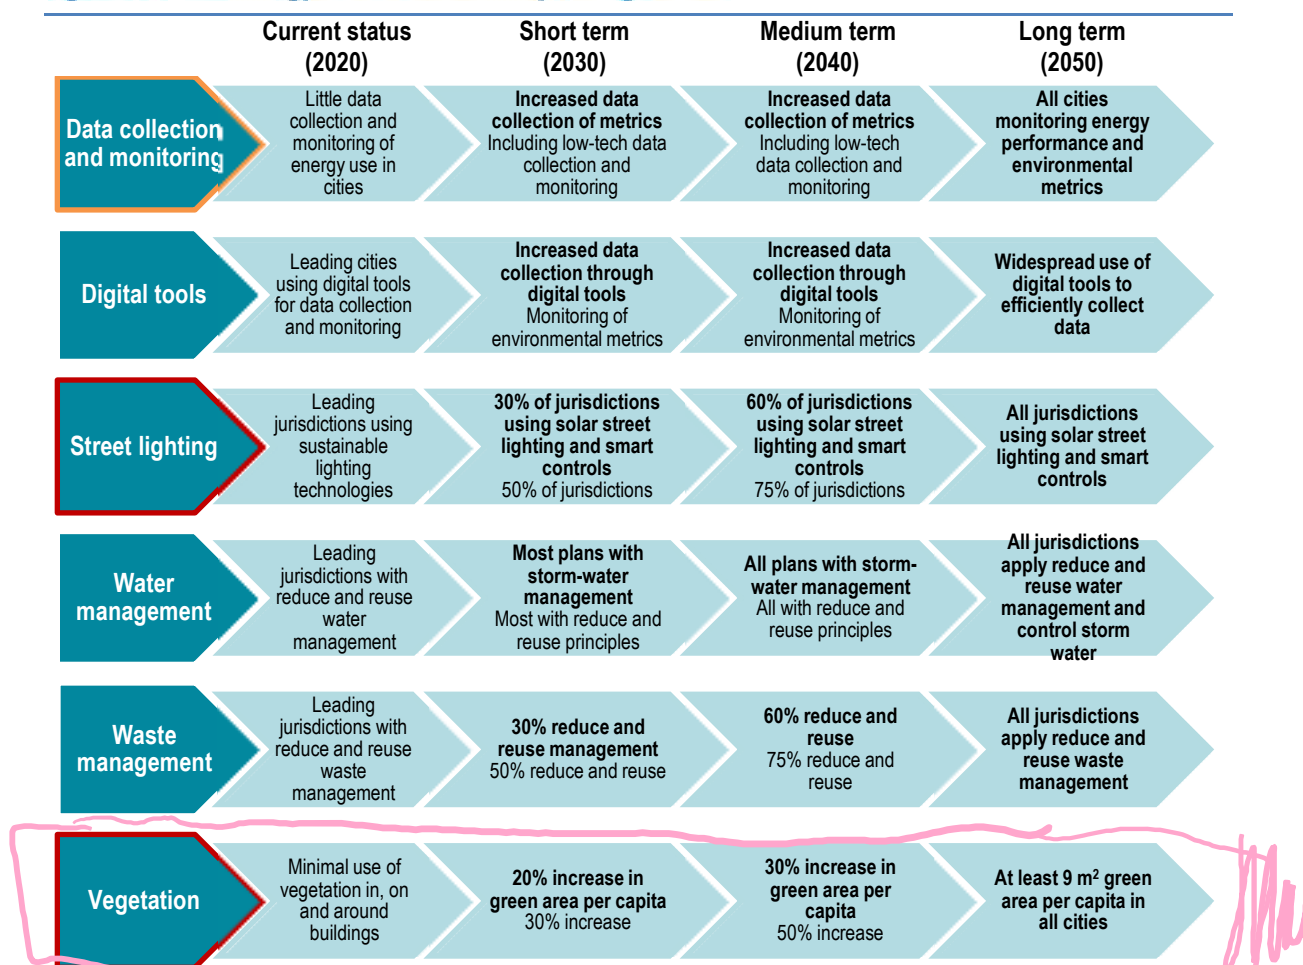 Current status
(2020)
Short term
(2030)
Medium term
(2040)
Long term
(2050)
Data collection
and monitoring
Little data
collection and
monitoring of
energy use in
cities
Increased data
collection of metrics
Including low-tech data
collection and
monitoring
Increased data
collection of metrics
Including low-tech
data collection and
monitoring
All cities
monitoring energy
performance and
environmental
metrics
Digital tools
Leading cities
using digital tools
for data collection
and monitoring
Increased data
collection through
digital tools
Monitoring of
environmental metrics
Increased data
collection through
digital tools
Monitoring of
environmental metrics
Widespread use of
digital tools to
efficiently collect
data
Street lighting
Leading
jurisdictions using
sustainable
lighting
technologies
30% of jurisdictions
using solar street
lighting and smart
controls
50% of jurisdictions
60% of jurisdictions
using solar street
lighting and smart
controls
75% of jurisdictions
All jurisdictions
using solar street
lighting and smart
controls
Water
management
Leading
jurisdictions with
reduce and reuse
water
management
Most plans with
storm-water
management
Most with reduce and
reuse principles
All plans with storm-
water management
All with reduce and
reuse principles
All jurisdictions
apply reduce and
reuse water
management and
control storm
water
Waste
management
Leading
jurisdictions with
reduce and reuse
waste
management
30% reduce and
reuse management
50% reduce and reuse
60% reduce and
reuse
75% reduce and
reuse
All jurisdictions
apply reduce and
reuse waste
management
Vegetation
Minimal use of
vegetation in, on
and around
buildings
20% increase in
green area per capita
30% increase
30% increase in
green area per
capita
50% increase
At least 9 m² green
area per capita in
all cities